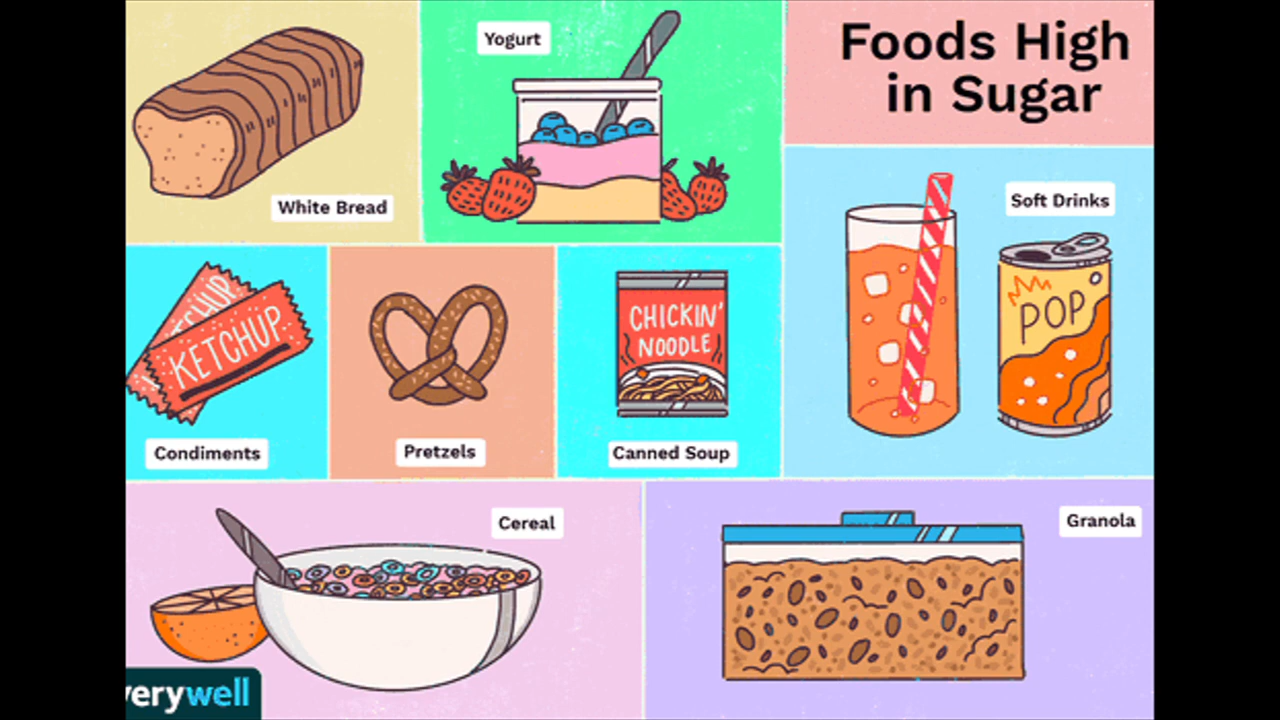 Foods High
in Sugar
White Bread
Yogurt
Soft Drinks
POP
KETCHUP
KETCHUP
Condiments
Pretzels
CHICKIN'
NOODLE
Canned Soup
Cereal
Granola
verywell